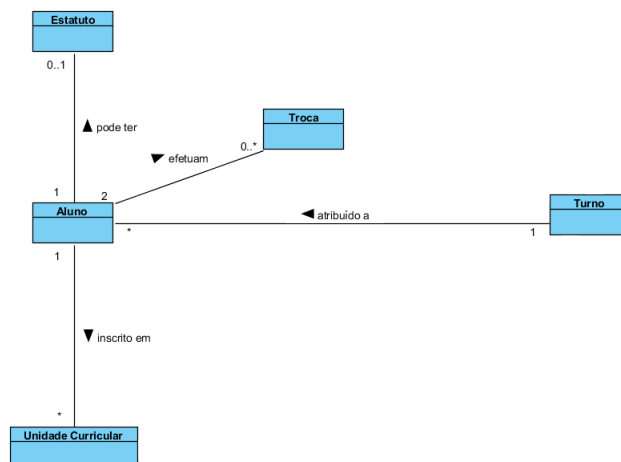 Estatuto
0..1
▲ pode ter
Troca
0..*
► efetuam
1
2
Aluno
Turno
◄ atribuído a
*
1
1
▼ inscrito em
*
Unidade Curricular